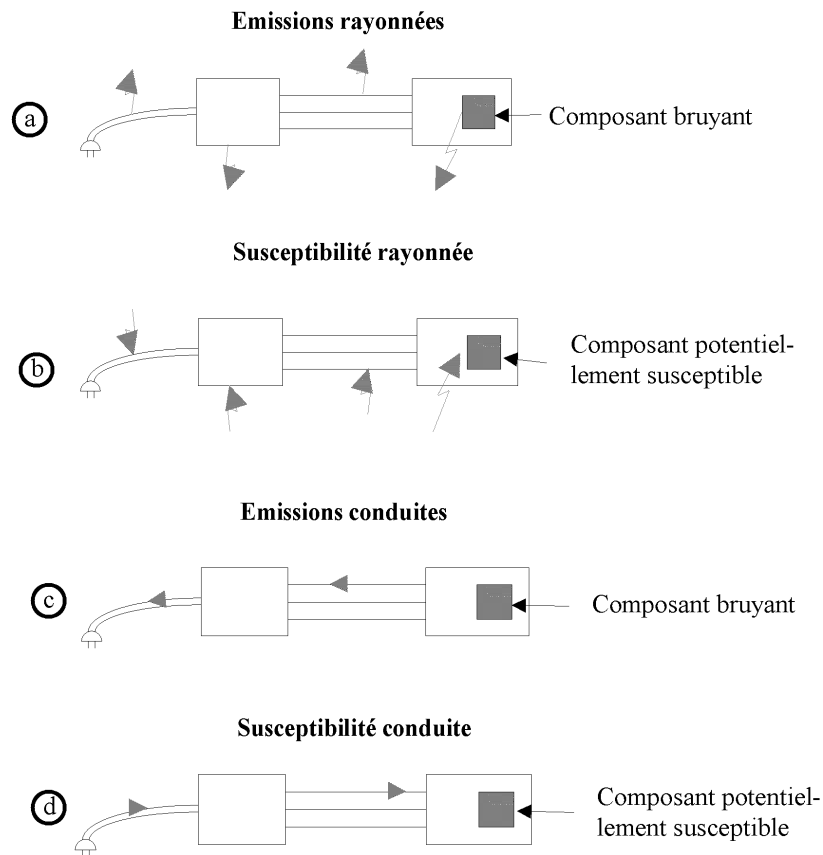 Emissions rayonnées
a
Composant bruyant
Susceptibilité rayonnée
b
Composant potentiel-
lement susceptible
Emissions conduites
c
Composant bruyant
Susceptibilité conduite
d
Composant potentiel-
lement susceptible